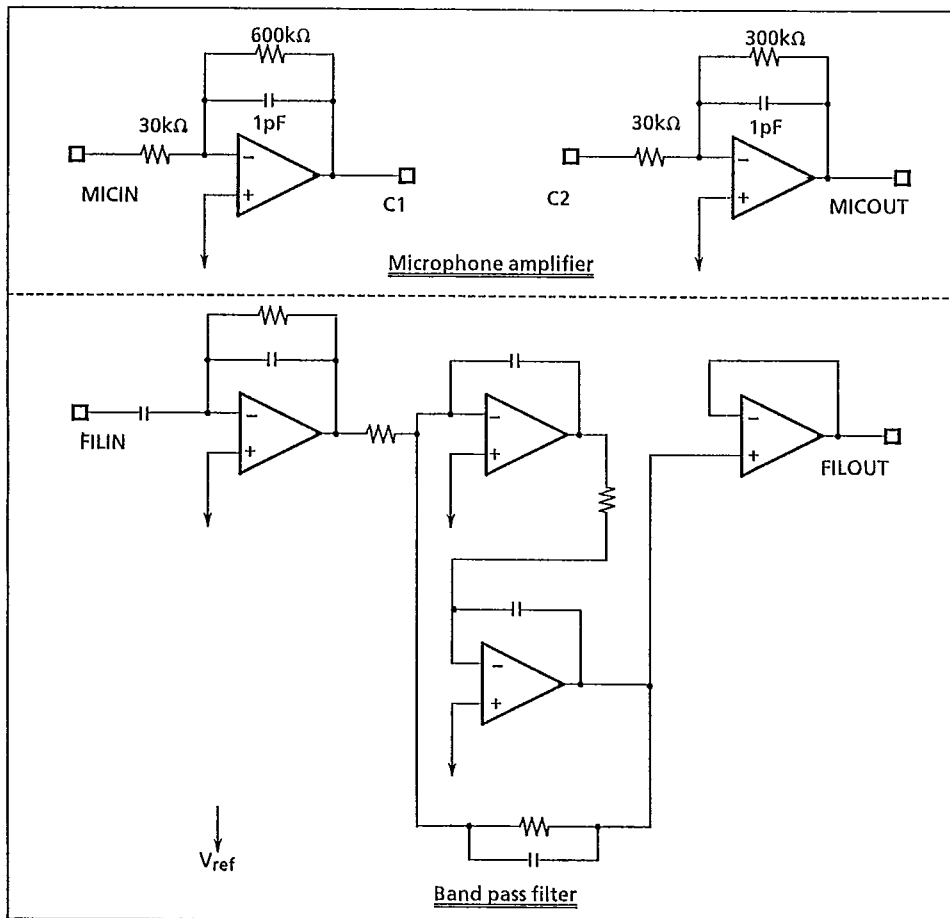 600kΩ
1pF
30kΩ
MICIN
C1
300kΩ
1pF
30kΩ
C2
MICOUT
Microphone amplifier
FILIN
FILOUT
Vref
Band pass filter